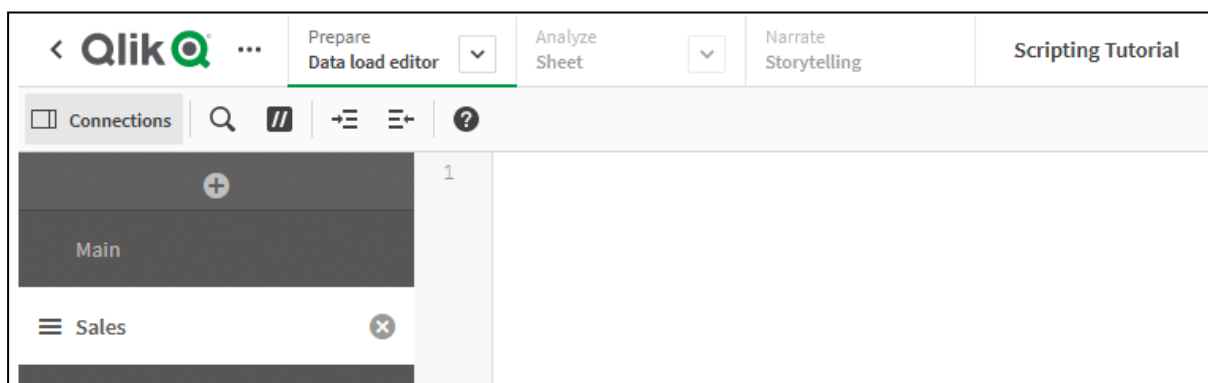 Qlik
Prepare
Data load editor
Analyze
Sheet
Narrate
Storytelling
Scripting Tutorial
Connections
//
?
1
Main
Sales